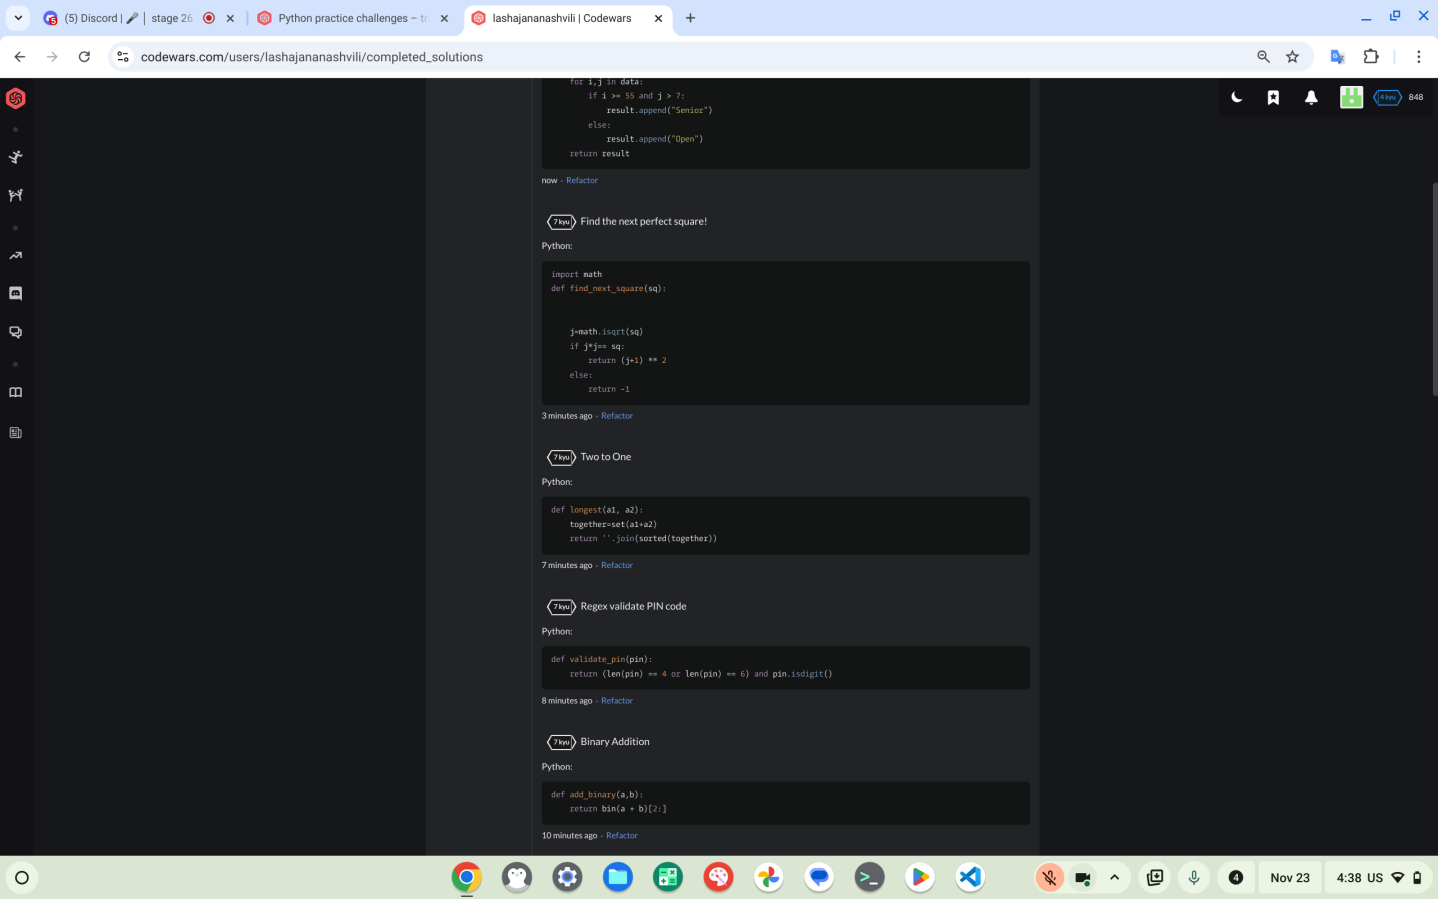 (5) Discord | 🎤 | stage 26
Python practice challenges – tr
lashajananashvili | Codewars
codewars.com/users/lashajananashvili/completed_solutions
4 kyu 848
for i,j in data:
if i >= 55 and j > 7:
result.append("Senior")
else:
result.append("Open")
return result
now - Refactor
7 kyu Find the next perfect square!
Python:
import math
def find_next_square(sq):
j=math.isqrt(sq)
if j*j== sq:
return (j+1) ** 2
else:
return -1
3 minutes ago - Refactor
7 kyu Two to One
Python:
def longest(a1, a2):
together=set(a1+a2)
return ''.join(sorted(together))
7 minutes ago - Refactor
7 kyu Regex validate PIN code
Python:
def validate_pin(pin):
return (len(pin) == 4 or len(pin) == 6) and pin.isdigit()
8 minutes ago - Refactor
7 kyu Binary Addition
Python:
def add_binary(a,b):
return bin(a + b)[2:]
10 minutes ago - Refactor
4
Nov 23
4:38 US